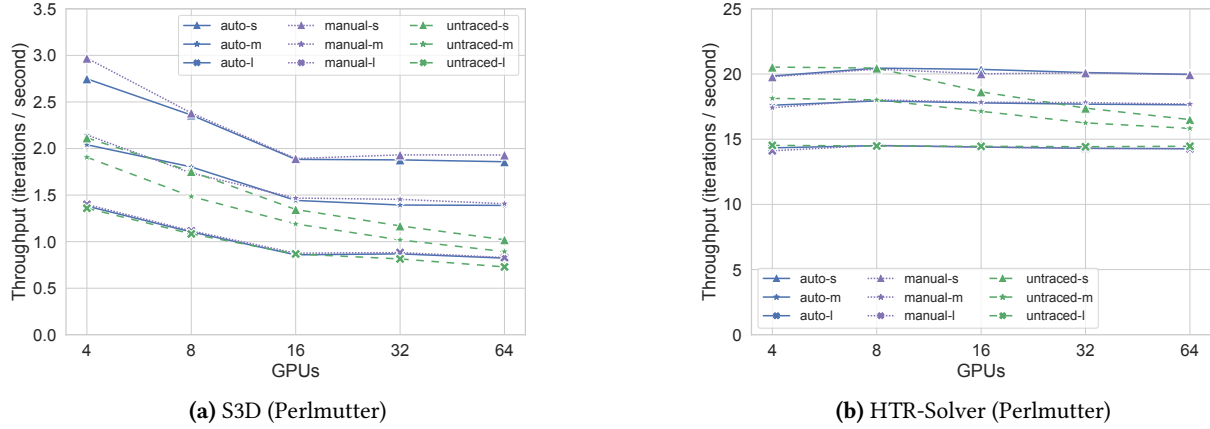 Throughput (iterations / second)
3.5
3.0
2.5
2.0
1.5
1.0
0.5
0.0
auto-s
auto-m
auto-l
manual-s
manual-m
manual-l
untraced-s
untraced-m
untraced-l
4 8 16 32 64
GPUs
(a) S3D (Perlmutter)
Throughput (iterations / second)
25
20
15
10
5
0
auto-s
auto-m
auto-l
manual-s
manual-m
manual-l
untraced-s
untraced-m
untraced-l
4 8 16 32 64
GPUs
(b) HTR-Solver (Perlmutter)